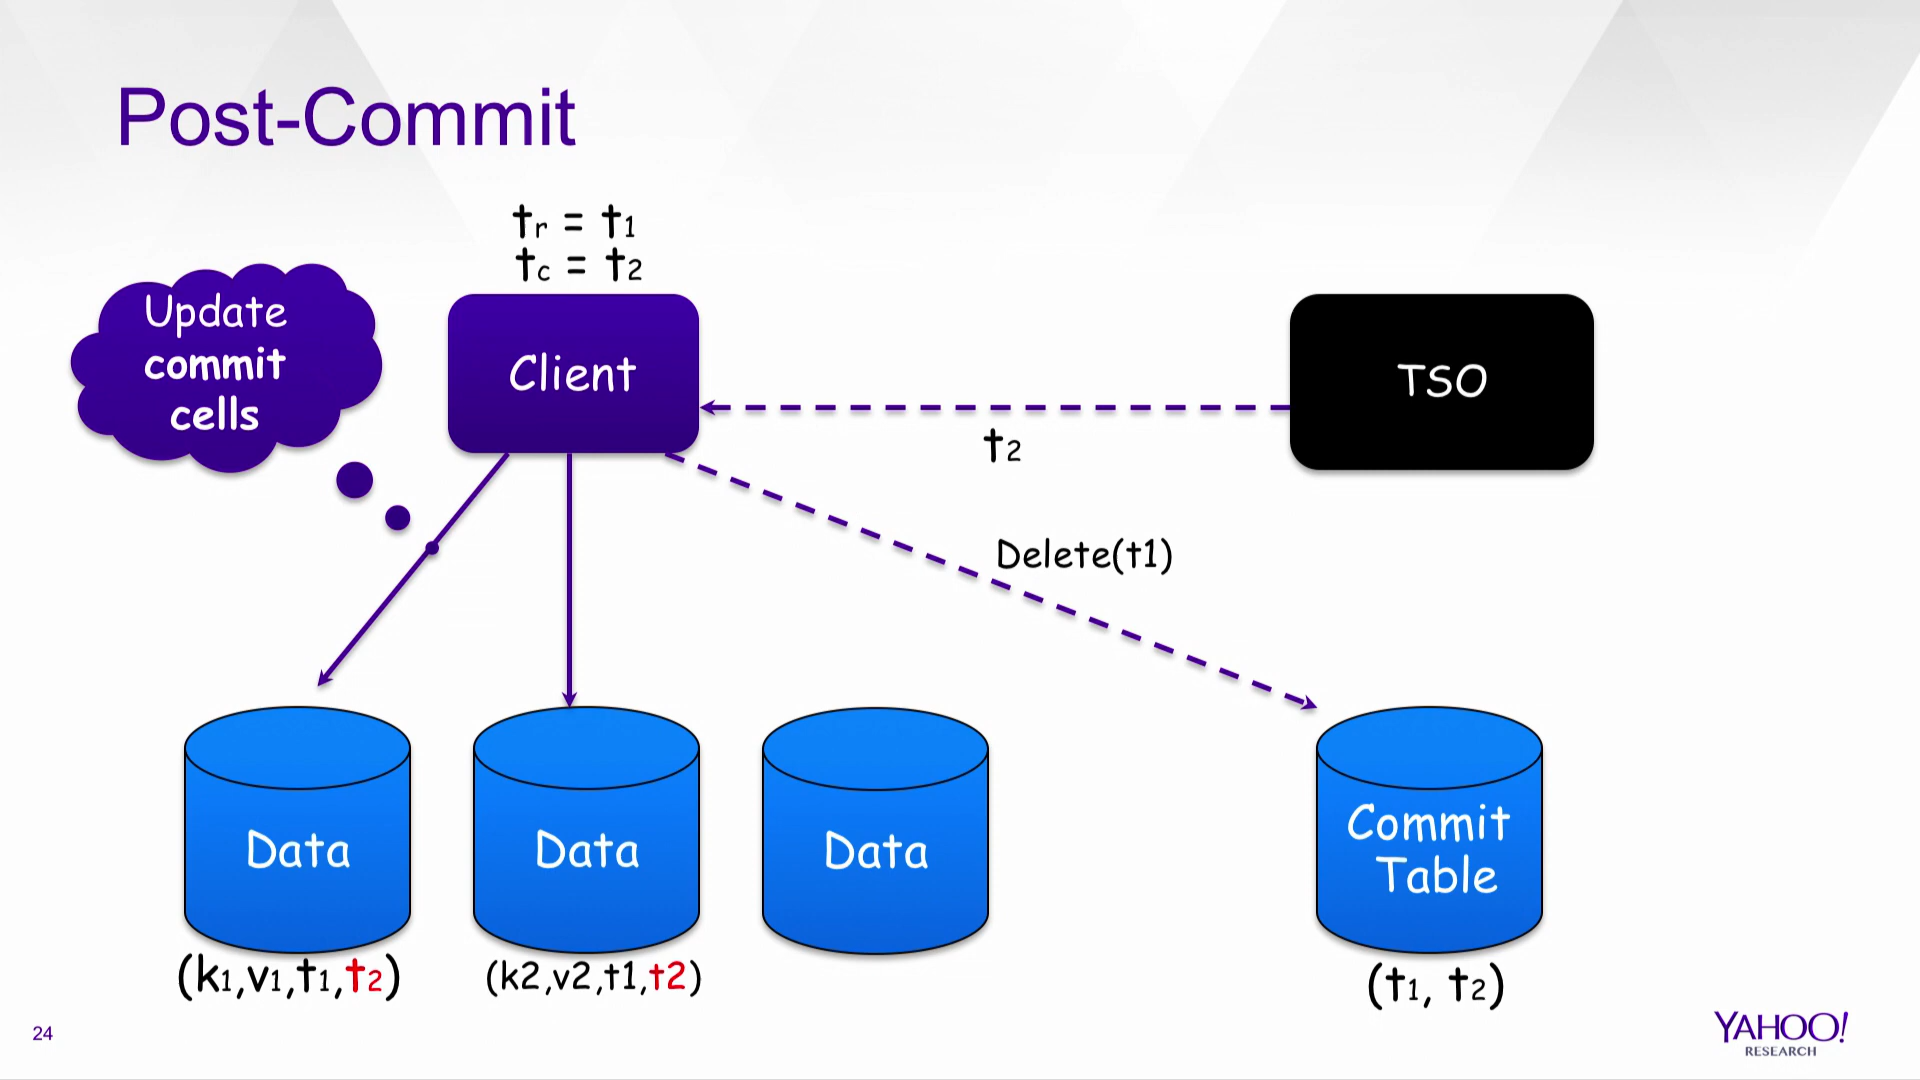 Post-Commit
tr = t1
tc = t2
Update
commit
cells
Client
TSO
t2
Delete(t1)
Data
Data
Data
Commit
Table
(k1,v1,t1,t2)
(k2,v2,t1,t2)
(t1, t2)
24
YAHOO!
RESEARCH